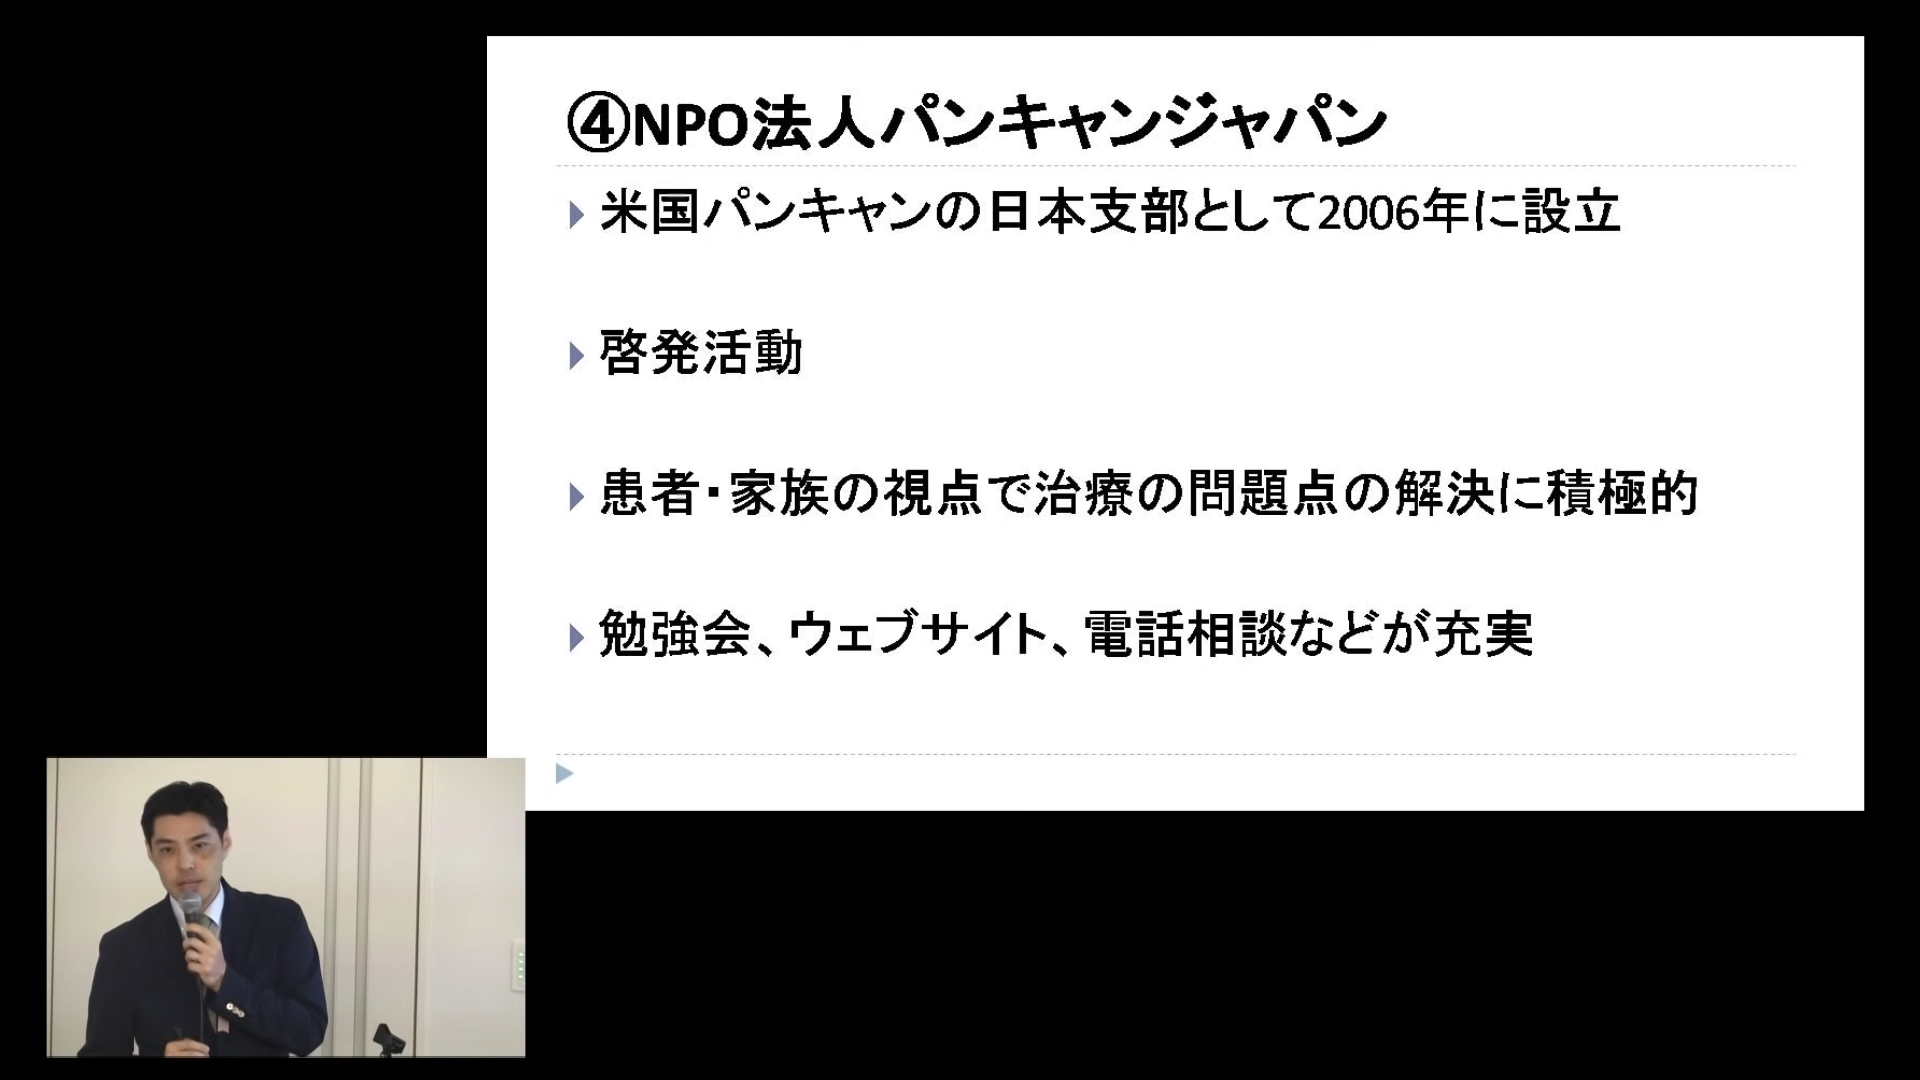 ④NPO法人パンキャンジャパン
米国パンキャンの日本支部として2006年に設立
啓発活動
患者・家族の視点で治療の問題点の解決に積極的
勉強会、ウェブサイト、電話相談などが充実